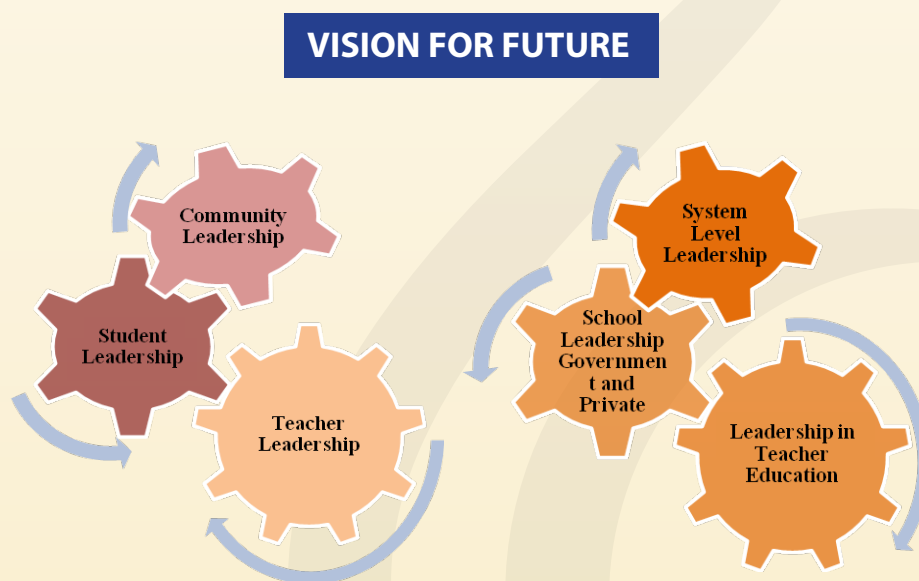 VISION FOR FUTURE
Community
Leadership
Student
Leadership
Teacher
Leadership
System
Level
Leadership
School
Leadership
Governmen
t and
Private
Leadership in
Teacher
Education